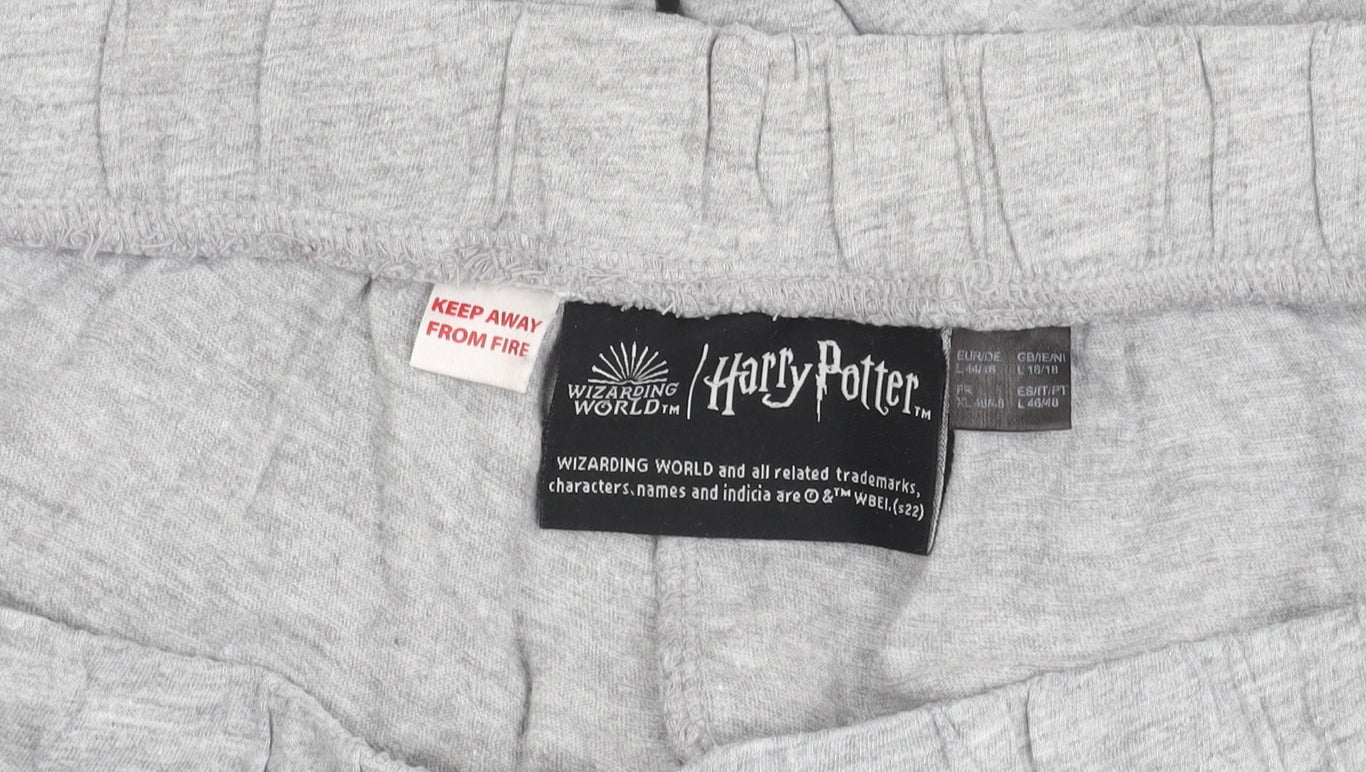 KEEP AWAY
FROM FIRE
WIZARDING
WORLD™
Harry Potter™
WIZARDING WORLD and all related trademarks,
characters, names and indicia are © &™ WBEI. (s22)
EUR/DE GB/IE/NI
L 44/46 L 16/18
FR ES/IT/PT
XL 46/48 L 46/48